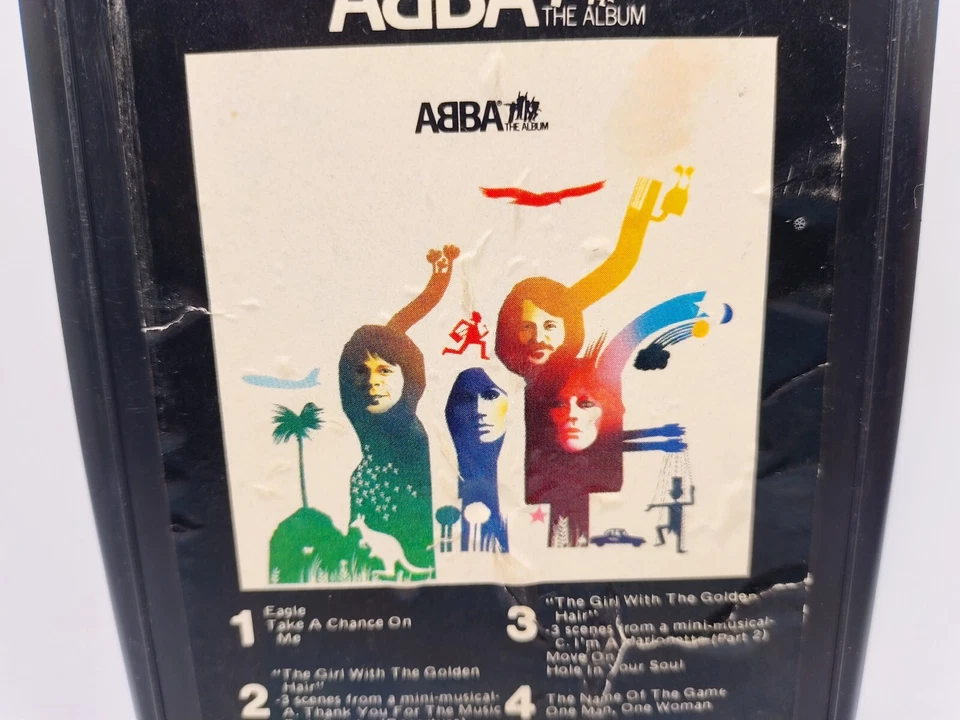 ABBA THE ALBUM
ABBA® THE ALBUM
1 Eagle
Take A Chance On
Me
"The Girl With The Golden
Hair"
2 -3 scenes from a mini-musical-
A. Thank You For The Music
"The Girl With The Golden
Hair"
3 -3 scenes from a mini-musical-
C. I'm A Marionette (Part 2)
Move On
Hole In Your Soul
4 The Name Of The Game
One Man, One Woman